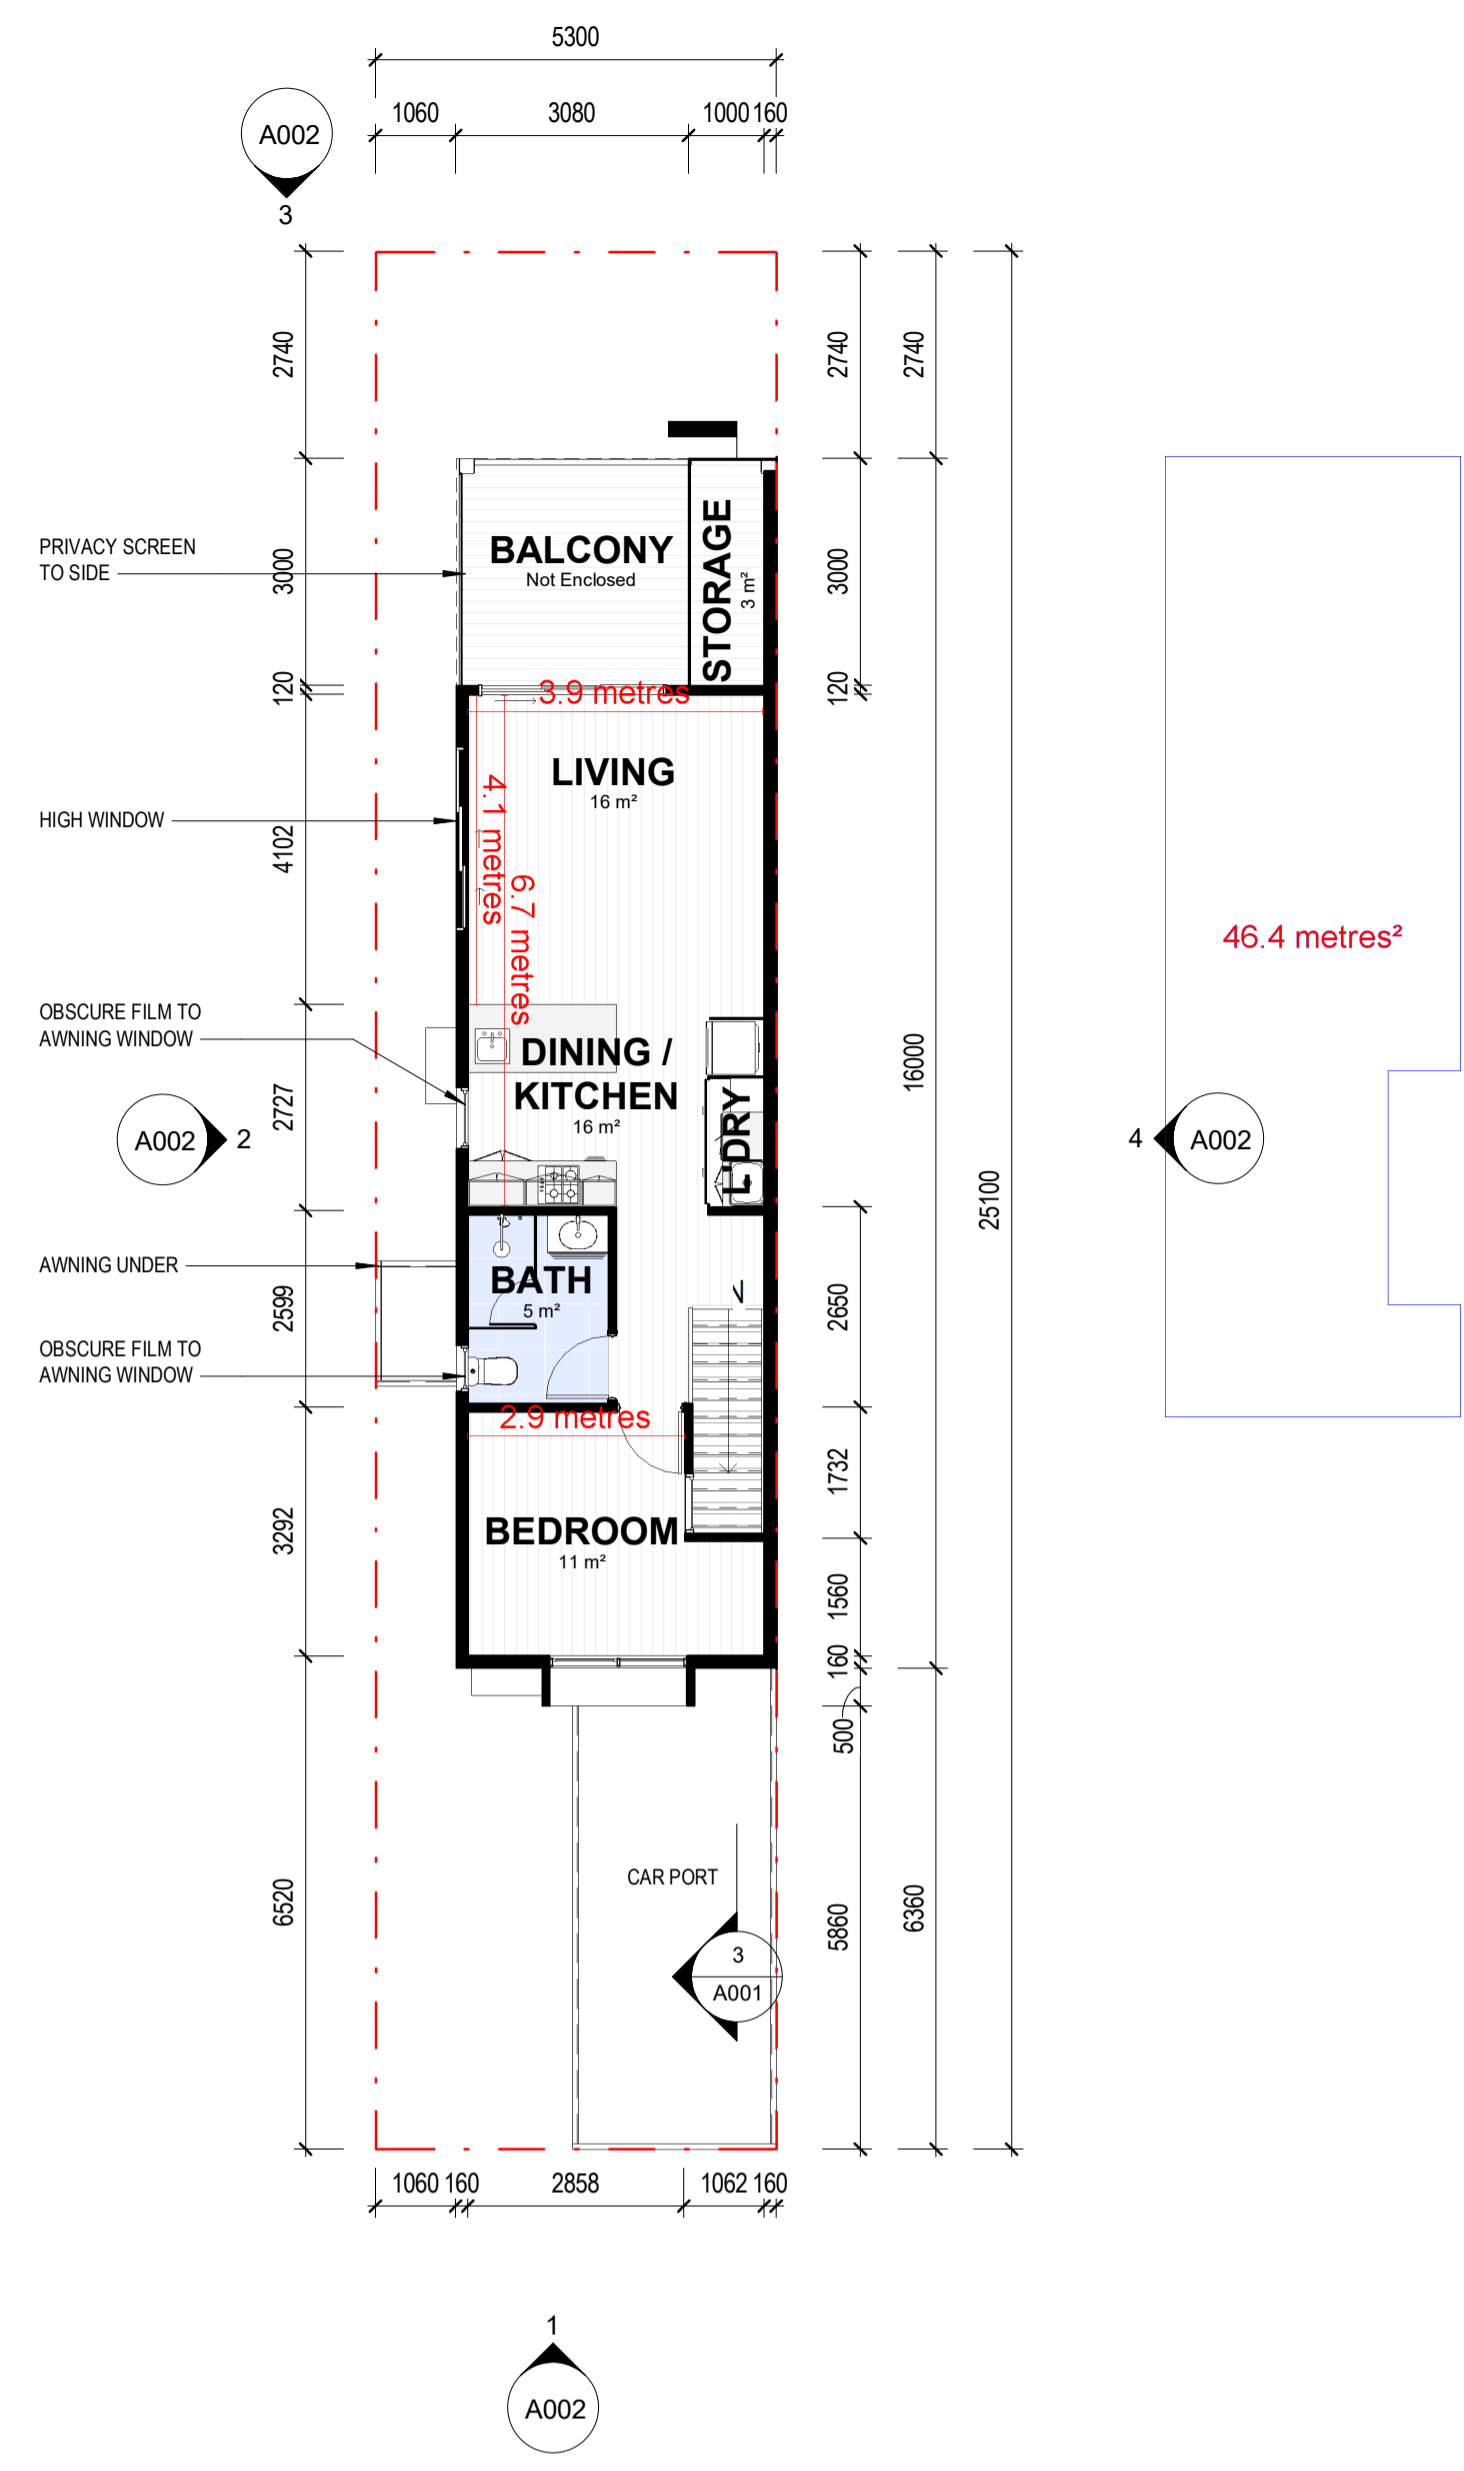 5300
1060 3080 1000 160
A002
3
2740
2740
2740
PRIVACY SCREEN
TO SIDE
3000
BALCONY
Not Enclosed
STORAGE
3 m²
3000
120
3.9 metres
120
LIVING
16 m²
4.1 metres
HIGH WINDOW
4102
6.7 metres
46.4 metres²
OBSCURE FILM TO
AWNING WINDOW
DINING /
KITCHEN
16 m²
L'DRY
2727
16000
A002
2
4
A002
25100
AWNING UNDER
2599
BATH
5 m²
2650
OBSCURE FILM TO
AWNING WINDOW
2.9 metres
1732
3292
BEDROOM
11 m²
1560
160
500
CAR PORT
6520
5860
6360
3
A001
1060 160 2858 1062 160
1
A002